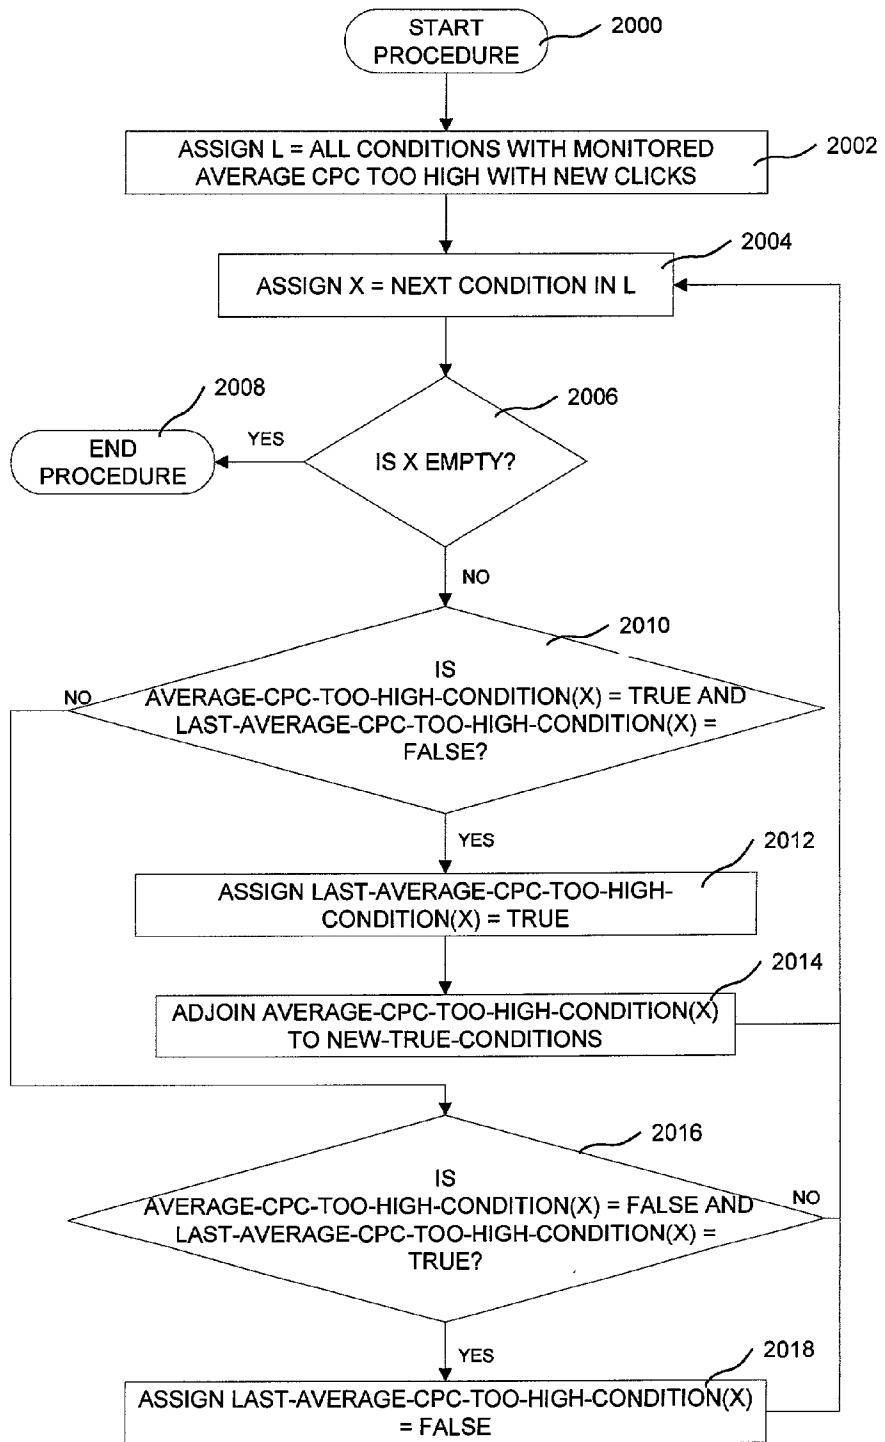 START
PROCEDURE
2000
ASSIGN L = ALL CONDITIONS WITH MONITORED
AVERAGE CPC TOO HIGH WITH NEW CLICKS
2002
2004
ASSIGN X = NEXT CONDITION IN L
2008
2006
END
PROCEDURE
YES
IS X EMPTY?
NO
2010
IS
NO
AVERAGE-CPC-TOO-HIGH-CONDITION(X) = TRUE AND
LAST-AVERAGE-CPC-TOO-HIGH-CONDITION(X) =
FALSE?
YES
2012
ASSIGN LAST-AVERAGE-CPC-TOO-HIGH-
CONDITION(X) = TRUE
2014
ADJOIN AVERAGE-CPC-TOO-HIGH-CONDITION(X)
TO NEW-TRUE-CONDITIONS
2016
IS
AVERAGE-CPC-TOO-HIGH-CONDITION(X) = FALSE AND
NO
LAST-AVERAGE-CPC-TOO-HIGH-CONDITION(X) =
TRUE?
YES
2018
ASSIGN LAST-AVERAGE-CPC-TOO-HIGH-CONDITION(X)
= FALSE